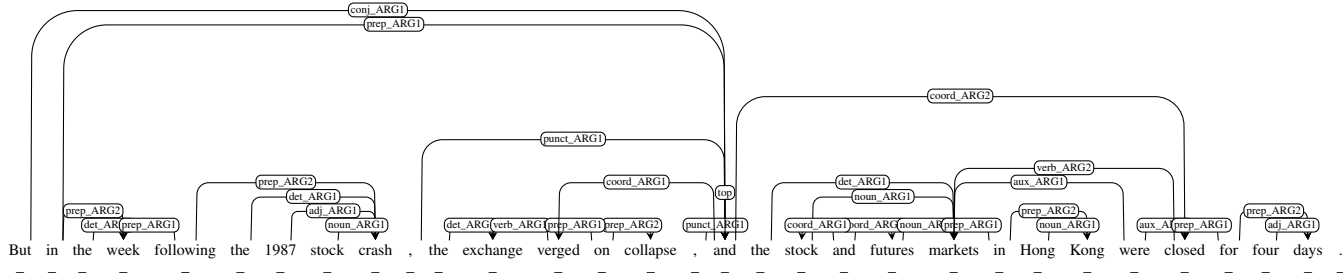 conj_ARG1
prep_ARG1
coord_ARG2
punct_ARG1
verb_ARG2
prep_ARG2 coord_ARG1 top det_ARG1 aux_ARG1
det_ARG1 noun_ARG1
prep_ARG2 adj_ARG1 prep_ARG2 prep_ARG2
prep_ARG1 noun_ARG1 prep_ARG1 prep_ARG2 punct_ARG1 coord_ARG1 prep_ARG1 noun_ARG1 prep_ARG1 adj_ARG1
But in the week following the 1987 stock crash , the exchange verged on collapse , and the stock and futures markets in Hong Kong were closed for four days .
_ _ _ _ _ _ _ _ _ _ _ _ _ _ _ _ _ _ _ _ _ _ _ _ _ _ _ _ _ _ _